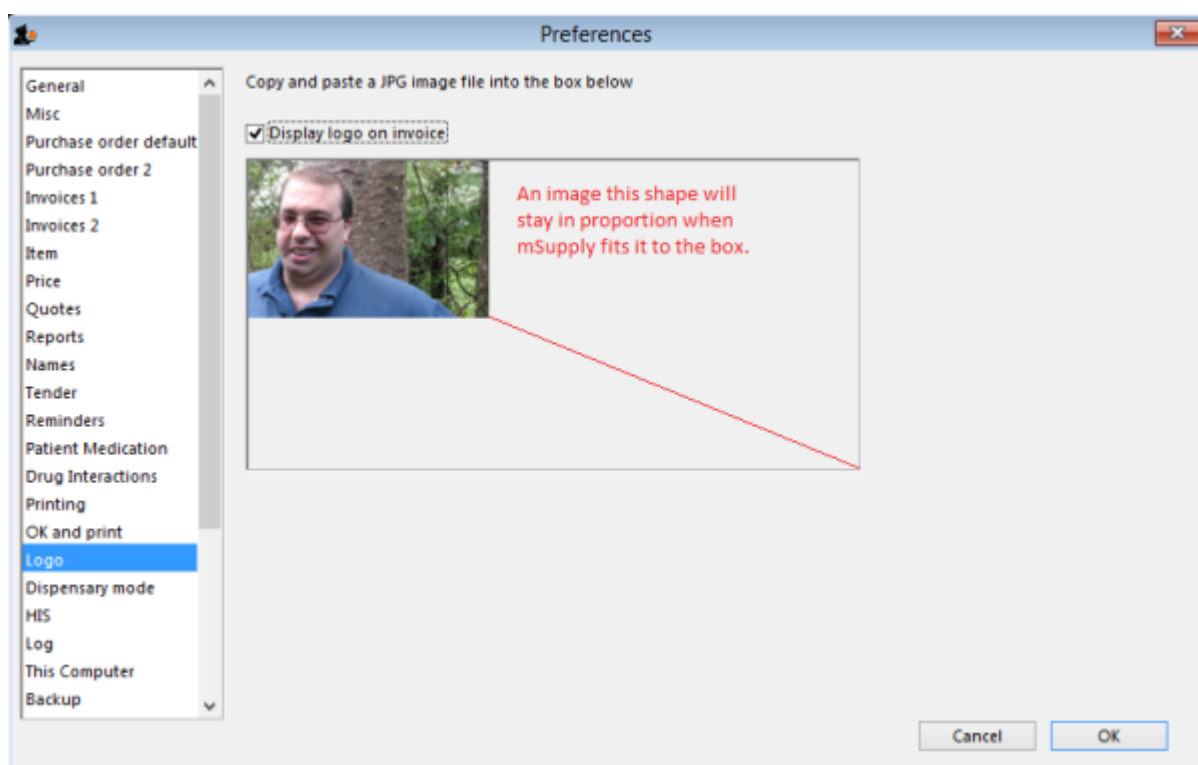 Preferences
General
Misc
Purchase order default
Purchase order 2
Invoices 1
Invoices 2
Item
Price
Quotes
Reports
Names
Tender
Reminders
Patient Medication
Drug Interactions
Printing
OK and print
Logo
Dispensary mode
HIS
Log
This Computer
Backup
Copy and paste a JPG image file into the box below
Display logo on invoice
An image this shape will
stay in proportion when
mSupply fits it to the box.
Cancel
OK